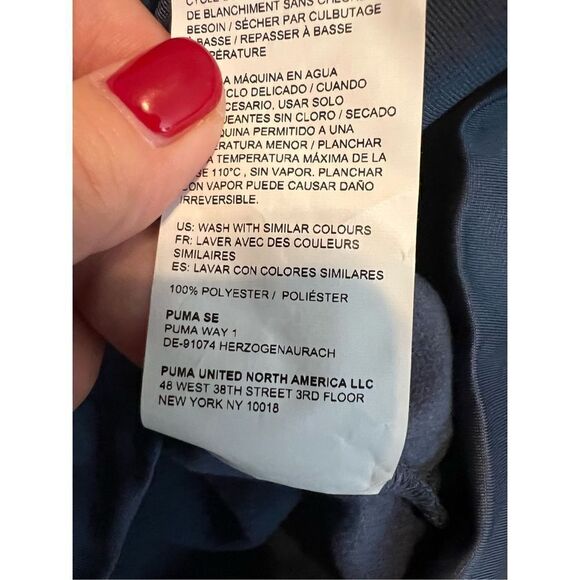 DE BLANCHIMENT SANS
BESOIN / SÉCHER PAR CULBUTAGE
BASSE / REPASSER À BASSE
A MÁQUINA EN AGUA
DELICADO / CUANDO
USAR SOLO
SIN CLORO / SECADO
PERMITIDO A UNA
MENOR / PLANCHAR
TEMPERATURA MÁXIMA DE LA
110°C , SIN VAPOR. PLANCHAR
VAPOR PUEDE CAUSAR DAÑO
IRREVERSIBLE.
US: WASH WITH SIMILAR COLOURS
FR: LAVER AVEC DES COULEURS
SIMILAIRES
ES: LAVAR CON COLORES SIMILARES
100% POLYESTER / POLIÉSTER
PUMA SE
PUMA WAY 1
DE-91074 HERZOGENAURACH
PUMA UNITED NORTH AMERICA LLC
48 WEST 38TH STREET 3RD FLOOR
NEW YORK NY 10018